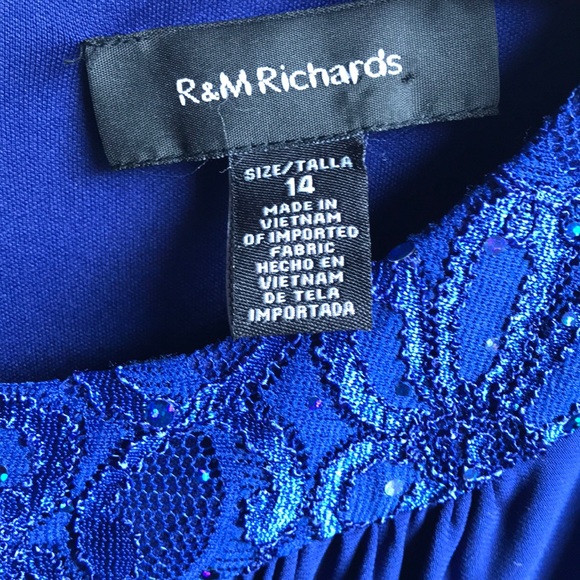 R&M Richards
SIZE/TALLA
14
MADE IN
VIETNAM
OF IMPORTED
FABRIC
HECHO EN
VIETNAM
DE TELA
IMPORTADA